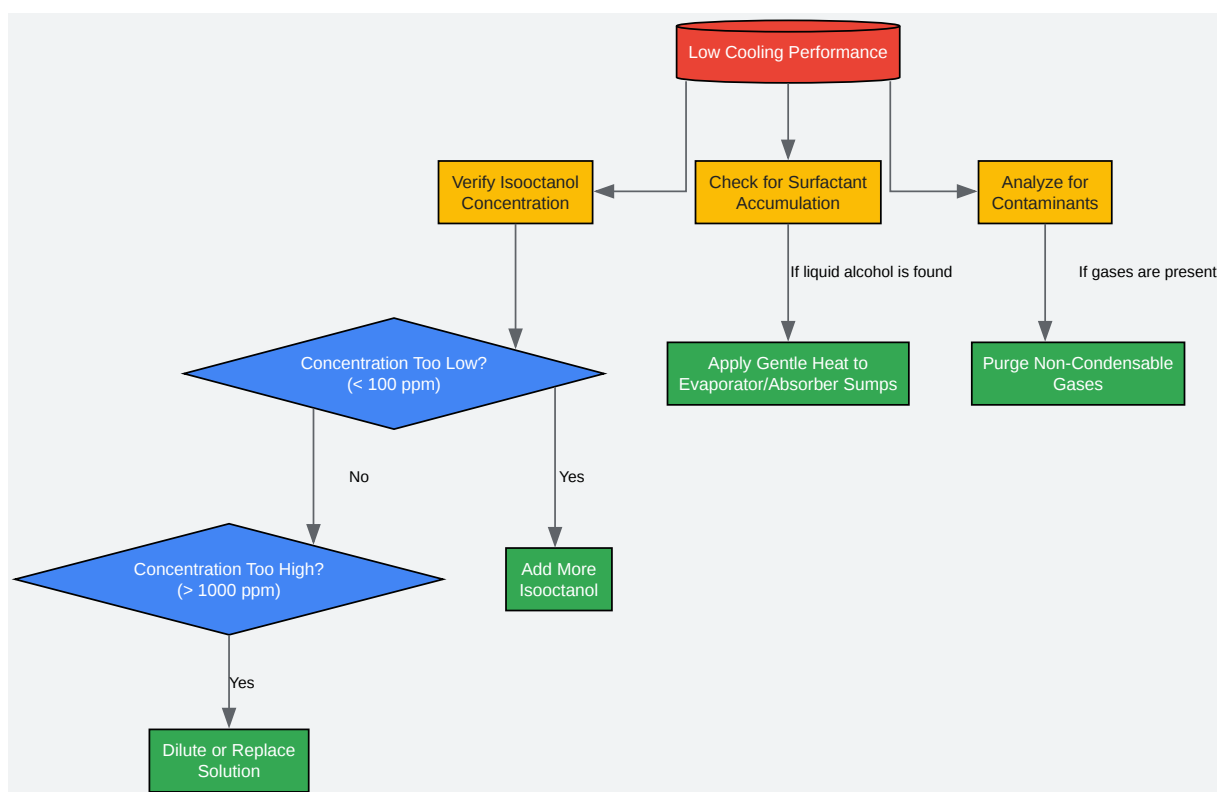 Low Cooling Performance
Verify Isooctanol
Concentration
Check for Surfactant
Accumulation
Analyze for
Contaminants
If liquid alcohol is found
If gases are present
Concentration Too Low?
(< 100 ppm)
Apply Gentle Heat to
Evaporator/Absorber Sumps
Purge Non-Condensable
Gases
No
Yes
Concentration Too High?
(> 1000 ppm)
Add More
Isooctanol
Yes
Dilute or Replace
Solution